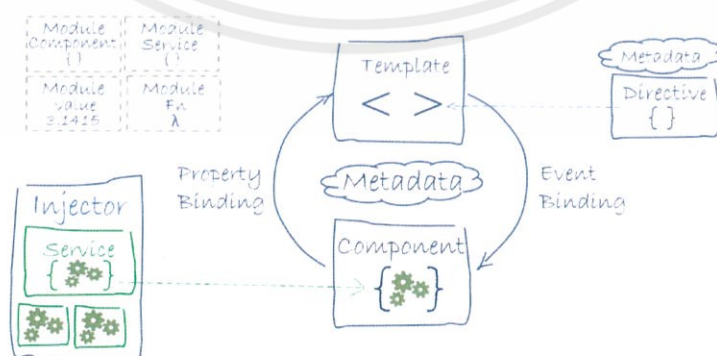 Module
Component
{ }
Module
Service
{ }
Module
value
3.1415
Module
Fn
λ
Template
< >
Metadata
Directive
{ }
Property
Binding
Metadata
Event
Binding
Injector
Service
{ }
Component
{ }